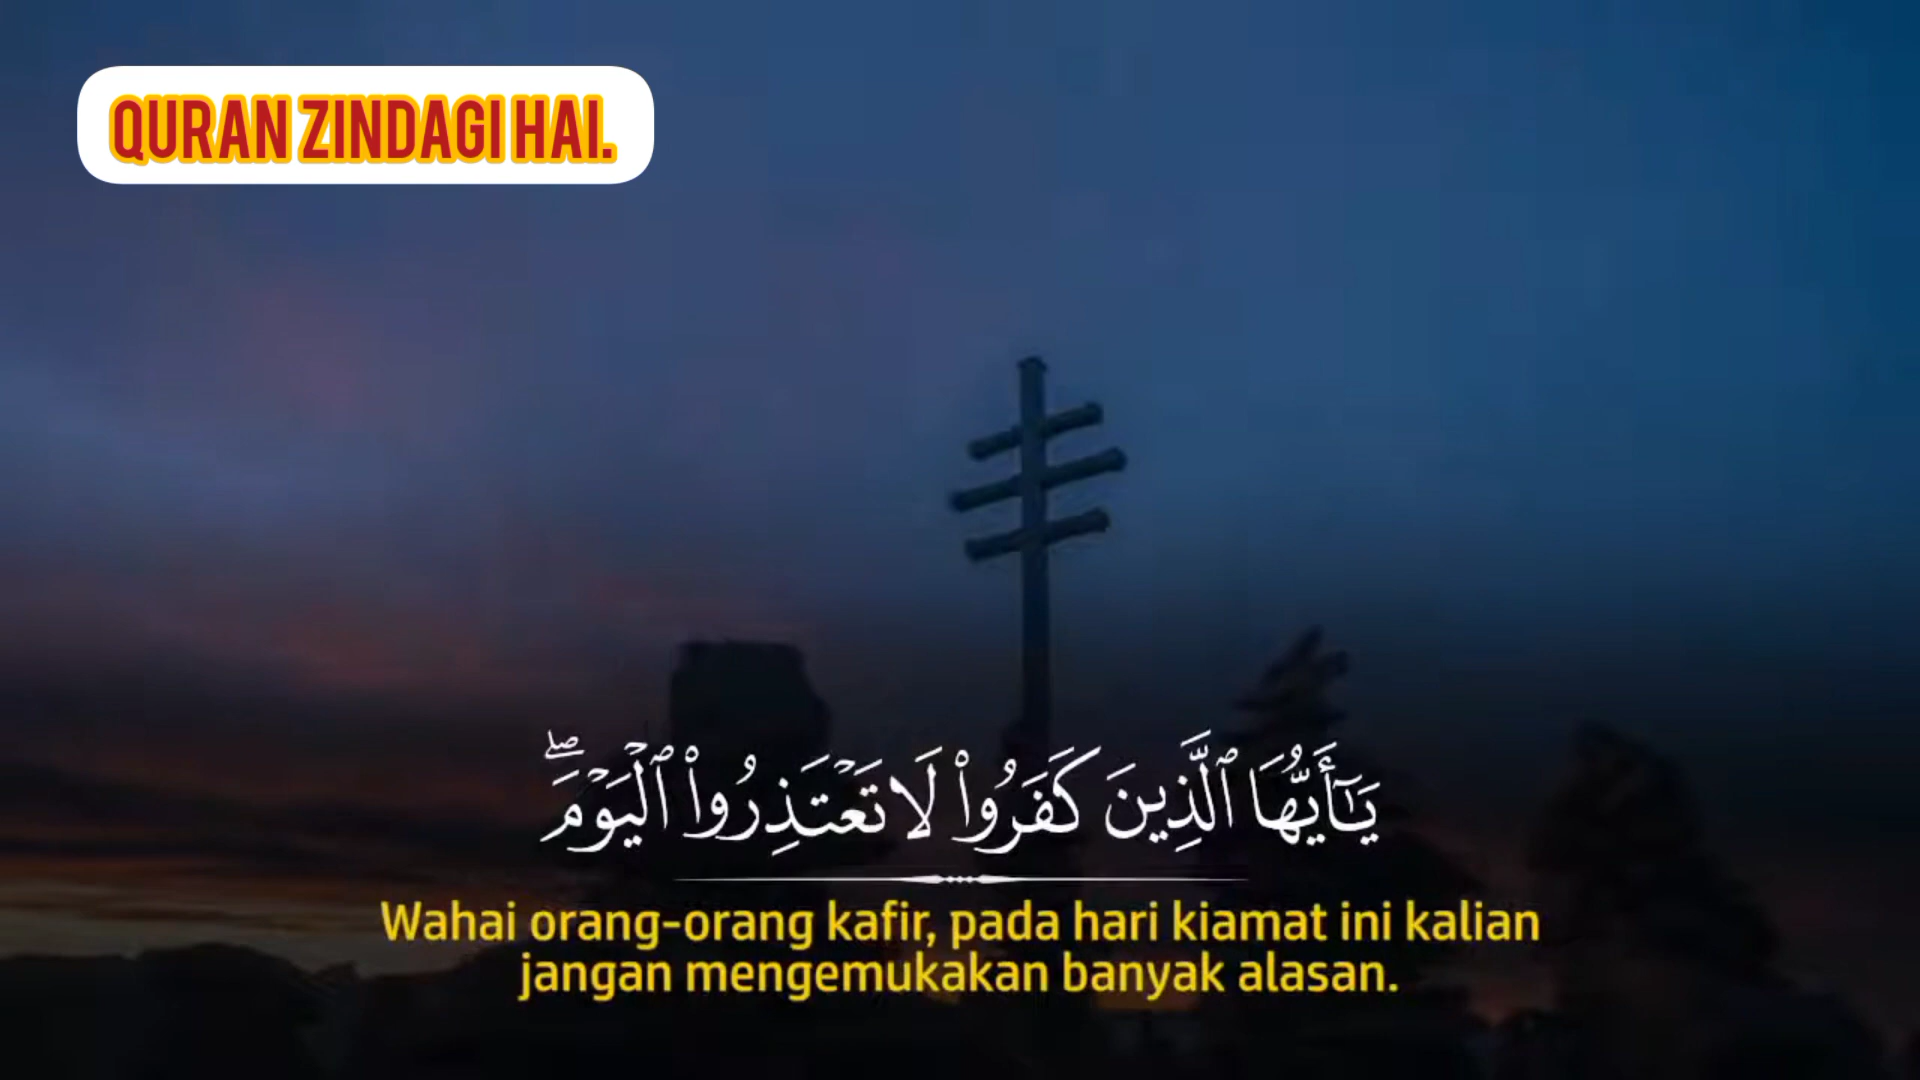 QURAN ZINDAGI HAI.
يَـٰٓأَيُّهَا ٱلَّذِينَ كَفَرُوا۟ لَا تَعْتَذِرُوا۟ ٱلْيَوْمَ ۖ
Wahai orang-orang kafir, pada hari kiamat ini kalian
jangan mengemukakan banyak alasan.